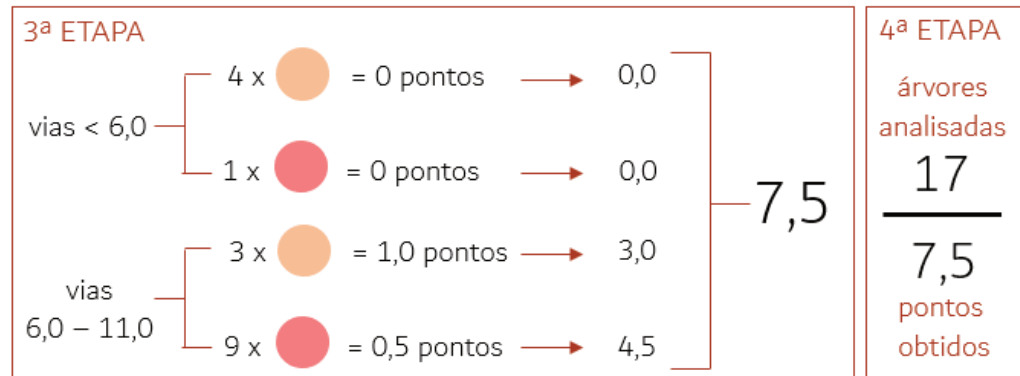 3ª ETAPA
vias < 6,0
4 x = 0 pontos 0,0
1 x = 0 pontos 0,0
vias
6,0 – 11,0
3 x = 1,0 pontos 3,0
9 x = 0,5 pontos 4,5
7,5
4ª ETAPA
árvores
analisadas
17
7,5
pontos
obtidos